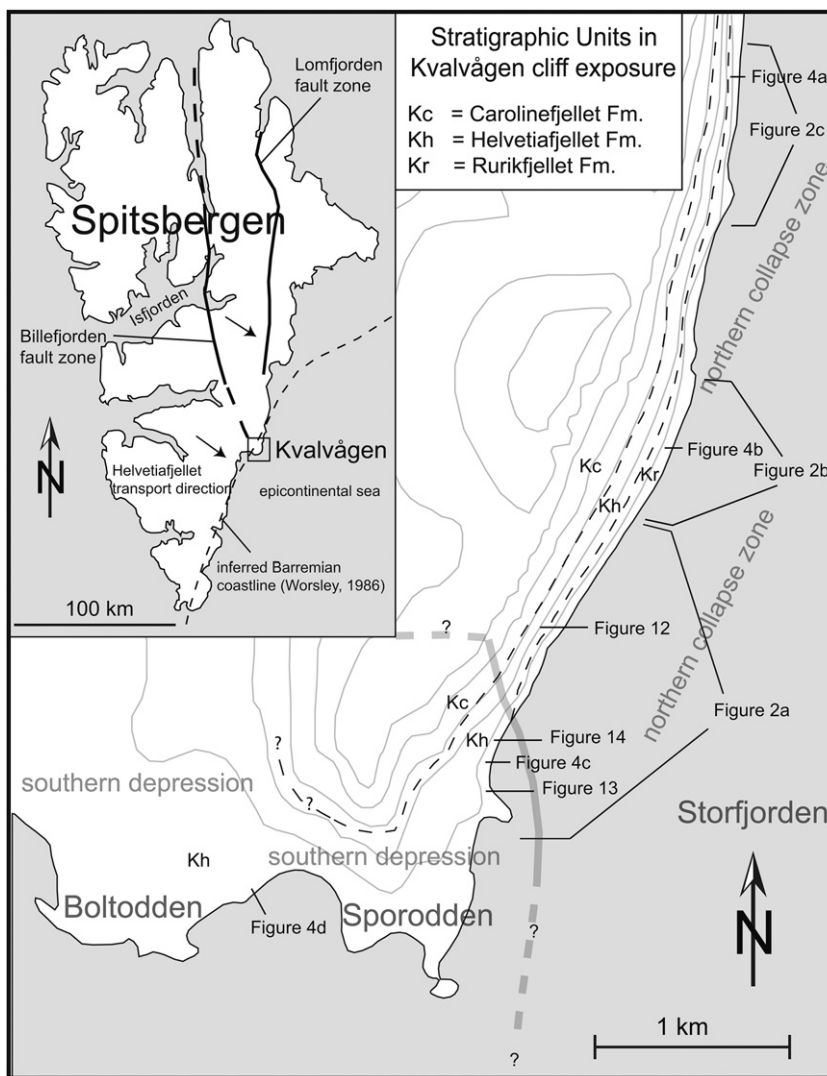 Stratigraphic Units in
Kvalvågen cliff exposure
Kc = Carolinefjellet Fm.
Kh = Helvetiafjellet Fm.
Kr = Rurikfjellet Fm.
Lomfjorden
fault zone
Spitsbergen
Isfjorden
Billefjorden
fault zone
N
Kvalvågen
Helvetiafjellet
transport direction
epicontinental sea
inferred Barremian
coastline (Worsley, 1986)
100 km
Figure 4a
Figure 2c
northern collapse zone
Figure 4b
Figure 2b
Kc
Kr
Kh
northern collapse zone
?
Figure 12
Kc
Figure 2a
Kh
Figure 14
Figure 4c
Figure 13
?
?
southern depression
Storfjorden
southern depression
Kh
Boltodden
Sporodden
Figure 4d
N
?
1 km
?